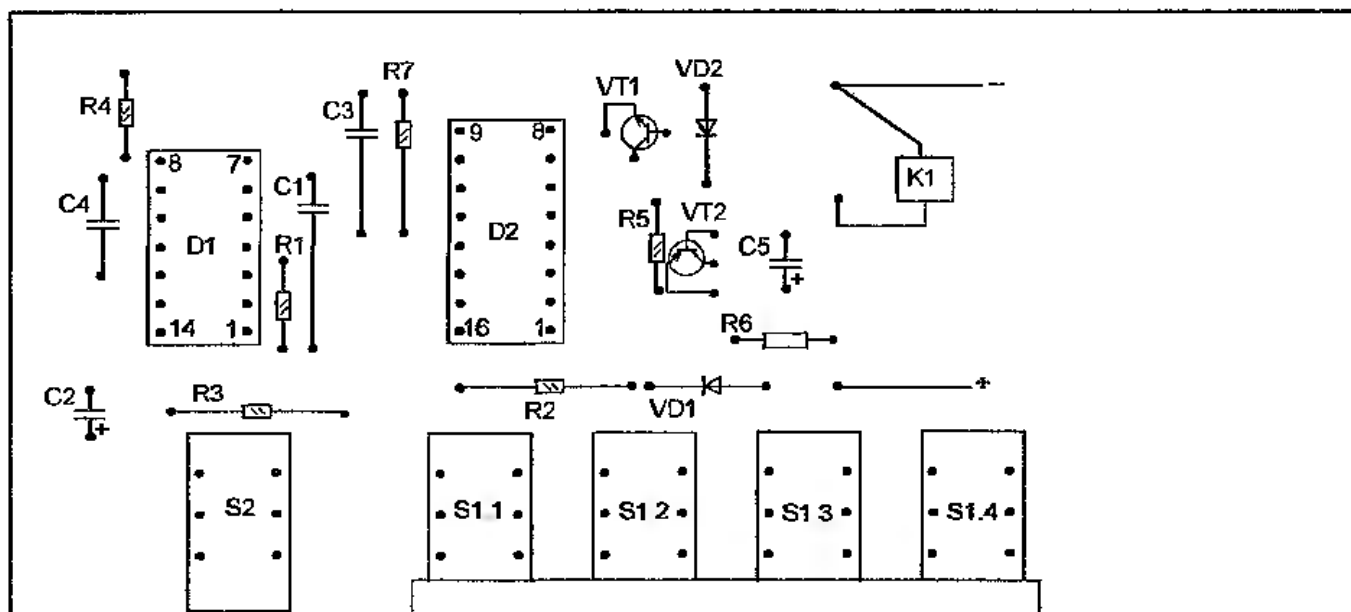 R7
VD2
VT1
R4
C3
–
9
8
8
7
K1
C4
C1
R5
VT2
D1
D2
C5
R1
+
14
1
16
1
R6
+
C2
R3
R2
VD1
+
S2
S1.1
S1.2
S1.3
S1.4